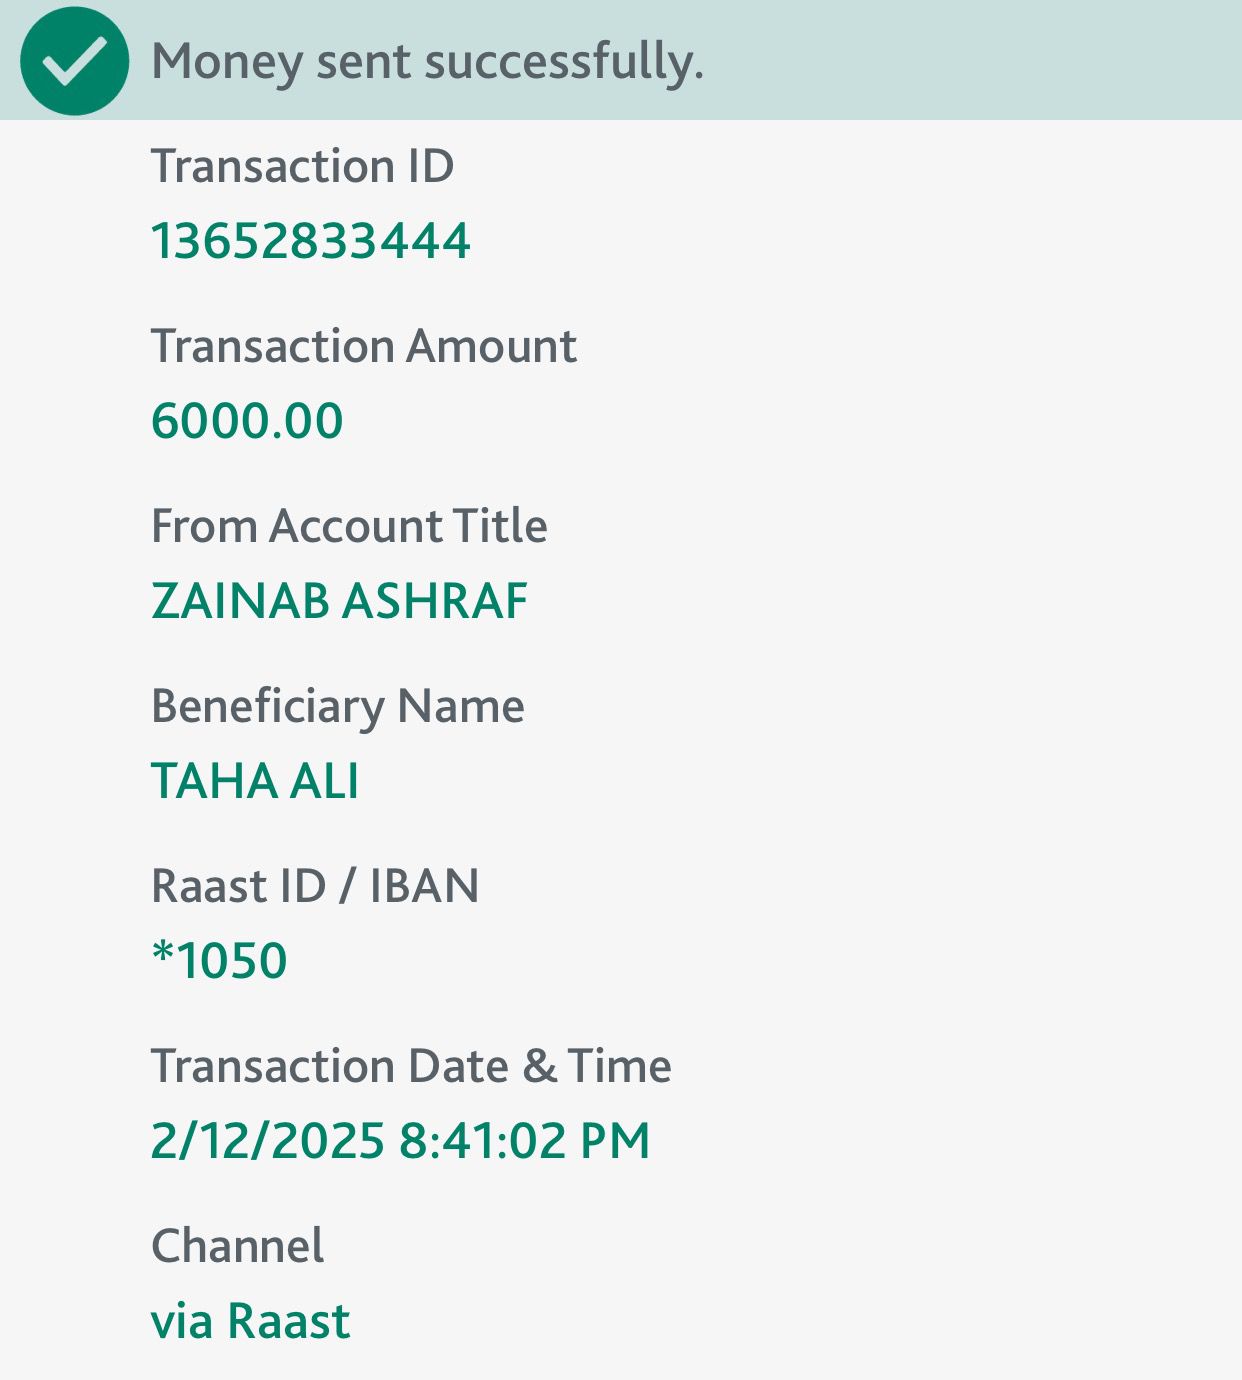 Money sent successfully.
Transaction ID
13652833444
Transaction Amount
6000.00
From Account Title
ZAINAB ASHRAF
Beneficiary Name
TAHA ALI
Raast ID / IBAN
*1050
Transaction Date & Time
2/12/2025 8:41:02 PM
Channel
via Raast